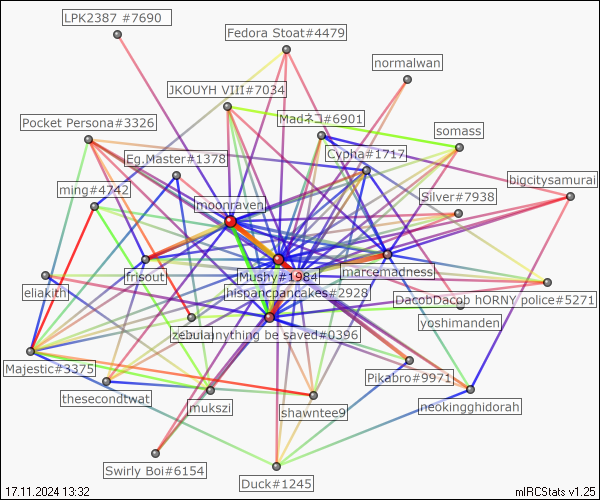 LPK2387 #7690
Fedora Stoat#4479
normalwan
JKOUYH VIII#7034
Pocket Persona#3326
Madネコ#6901
somass
Eg.Master#1378
Cypha#1717
bigcitysamurai
ming#4742
Silver#7938
moonraven
frisout
Mushy#1984
marcemadness
eliakith
hispancpancakes#2928
DacobDacob hORNY police#5271
yoshimanden
zebulanything be saved#0396
Majestic#3375
Pikabro#9971
thesecondtwat
mukszi
shawntee9
neokingghidorah
Swirly Boi#6154
Duck#1245
17.11.2024 13:32
mIRCStats v1.25